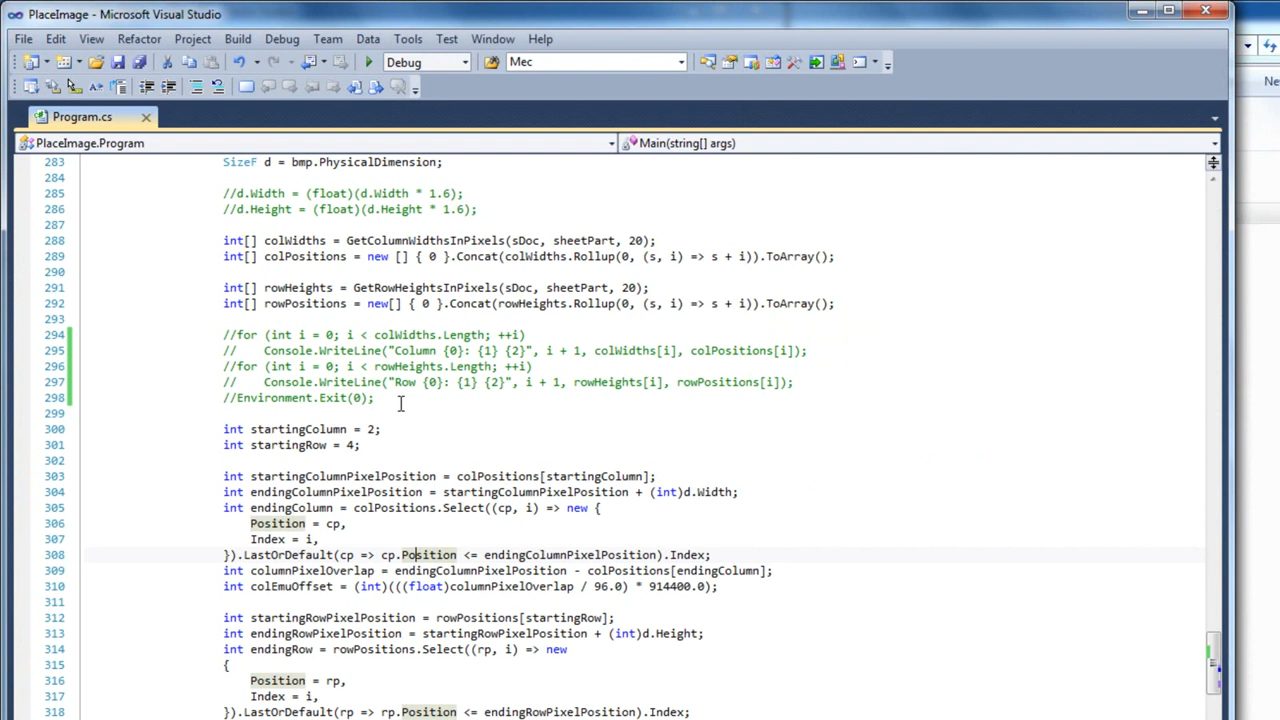 PlaceImage - Microsoft Visual Studio
File Edit View Refactor Project Build Debug Team Data Tools Test Window Help
Debug Mec
Program.cs
PlaceImage.Program Main(string[] args)
283 SizeF d = bmp.PhysicalDimension;
284
285 //d.Width = (float)(d.Width * 1.6);
286 //d.Height = (float)(d.Height * 1.6);
287
288 int[] colWidths = GetColumnWidthsInPixels(sDoc, sheetPart, 20);
289 int[] colPositions = new [] { 0 }.Concat(colWidths.Rollup(0, (s, i) => s + i)).ToArray();
290
291 int[] rowHeights = GetRowHeightsInPixels(sDoc, sheetPart, 20);
292 int[] rowPositions = new[] { 0 }.Concat(rowHeights.Rollup(0, (s, i) => s + i)).ToArray();
293
294 //for (int i = 0; i < colWidths.Length; ++i)
295 //    Console.WriteLine("Column {0}: {1} {2}", i + 1, colWidths[i], colPositions[i]);
296 //for (int i = 0; i < rowHeights.Length; ++i)
297 //    Console.WriteLine("Row {0}: {1} {2}", i + 1, rowHeights[i], rowPositions[i]);
298 //Environment.Exit(0);
299
300 int startingColumn = 2;
301 int startingRow = 4;
302
303 int startingColumnPixelPosition = colPositions[startingColumn];
304 int endingColumnPixelPosition = startingColumnPixelPosition + (int)d.Width;
305 int endingColumn = colPositions.Select((cp, i) => new {
306 Position = cp,
307 Index = i,
308 }).LastOrDefault(cp => cp.Position <= endingColumnPixelPosition).Index;
309 int columnPixelOverlap = endingColumnPixelPosition - colPositions[endingColumn];
310 int colEmuOffset = (int)(((float)columnPixelOverlap / 96.0) * 914400.0);
311
312 int startingRowPixelPosition = rowPositions[startingRow];
313 int endingRowPixelPosition = startingRowPixelPosition + (int)d.Height;
314 int endingRow = rowPositions.Select((rp, i) => new
315 {
316 Position = rp,
317 Index = i,
318 }).LastOrDefault(rp => rp.Position <= endingRowPixelPosition).Index;